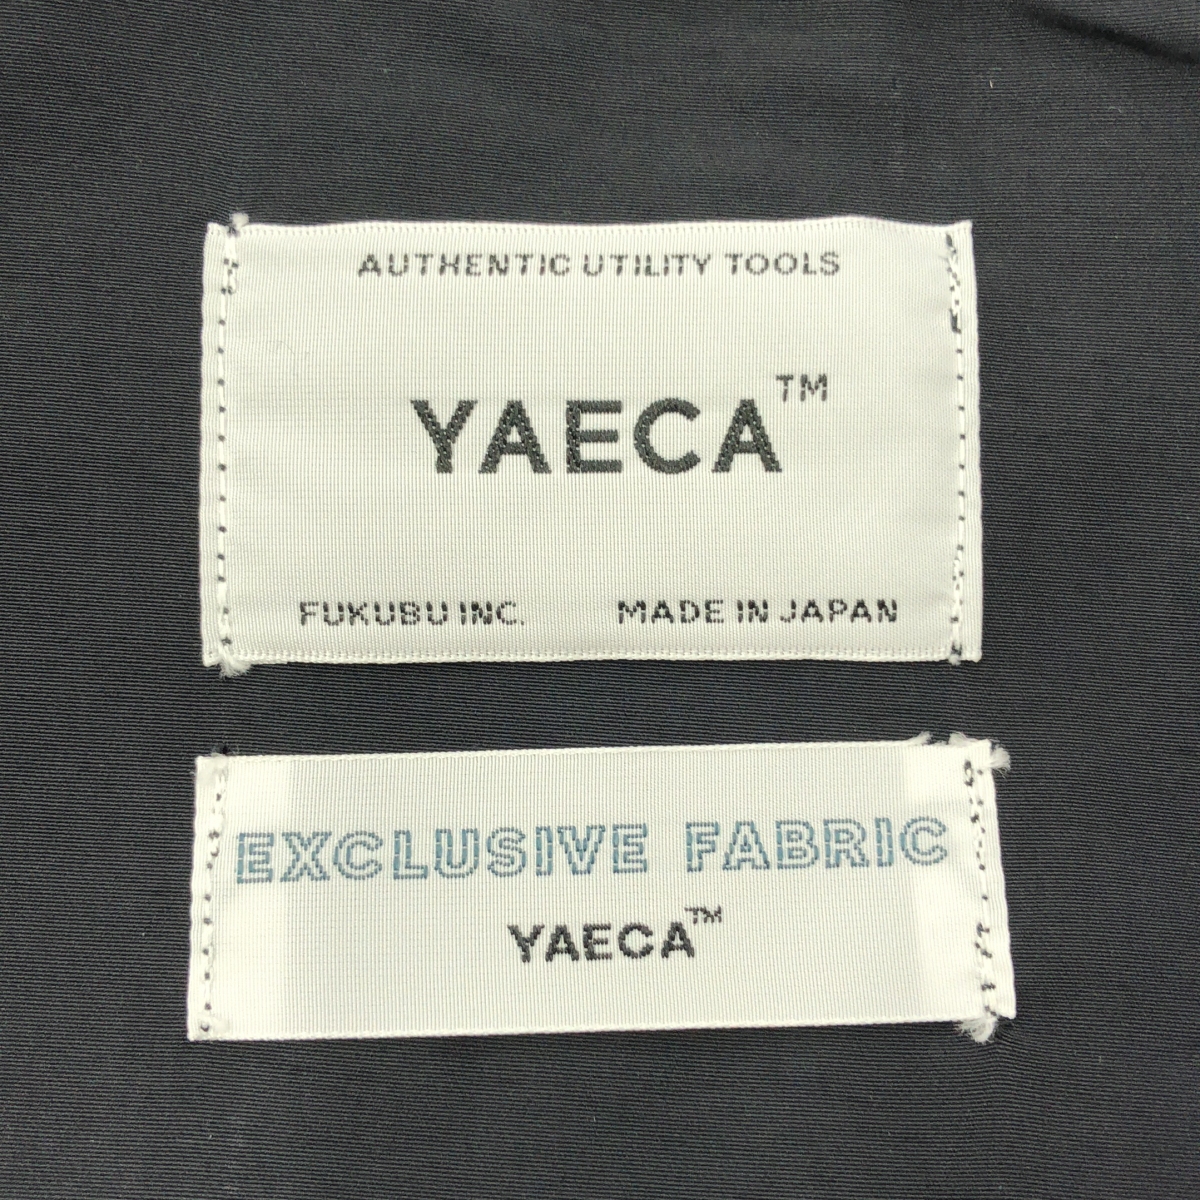 AUTHENTIC UTILITY TOOLS
YAECA™
FUKUBU INC. MADE IN JAPAN
EXCLUSIVE FABRIC
YAECA™